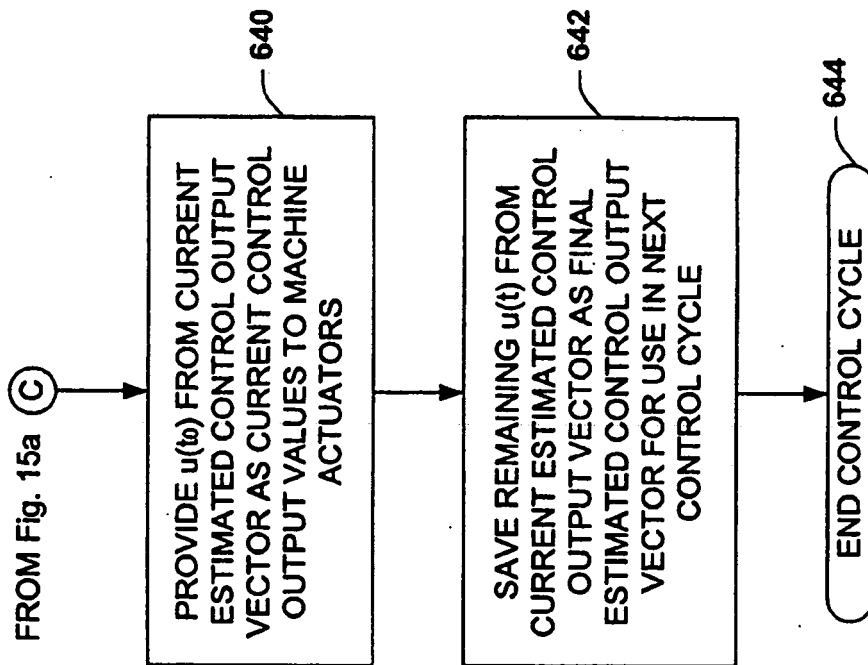 FROM Fig. 15a
C
PROVIDE u(t0) FROM CURRENT
ESTIMATED CONTROL OUTPUT
VECTOR AS CURRENT CONTROL
OUTPUT VALUES TO MACHINE
ACTUATORS
640
SAVE REMAINING u(t) FROM
CURRENT ESTIMATED CONTROL
OUTPUT VECTOR AS FINAL
ESTIMATED CONTROL OUTPUT
VECTOR FOR USE IN NEXT
CONTROL CYCLE
642
END CONTROL CYCLE
644